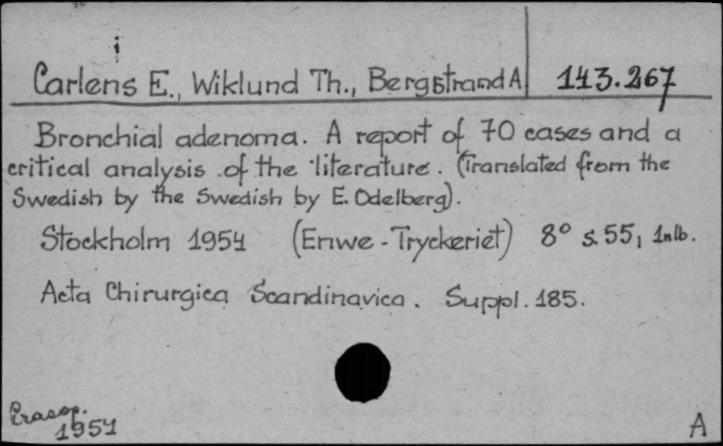 i
Carlens E., Wiklund Th., Bergstrand A 143.267
Bronchial adenoma. A report of 70 cases and a
critical analysis of the literature. (Translated from the
Swedish by the Swedish by E. Odelberg).
Stockholm 1954 (Enwe-Tryckeriet) 8° S. 55, 1nlb.
Acta Chirurgica Scandinavica. Suppl. 185.
Czasop.
1954
A